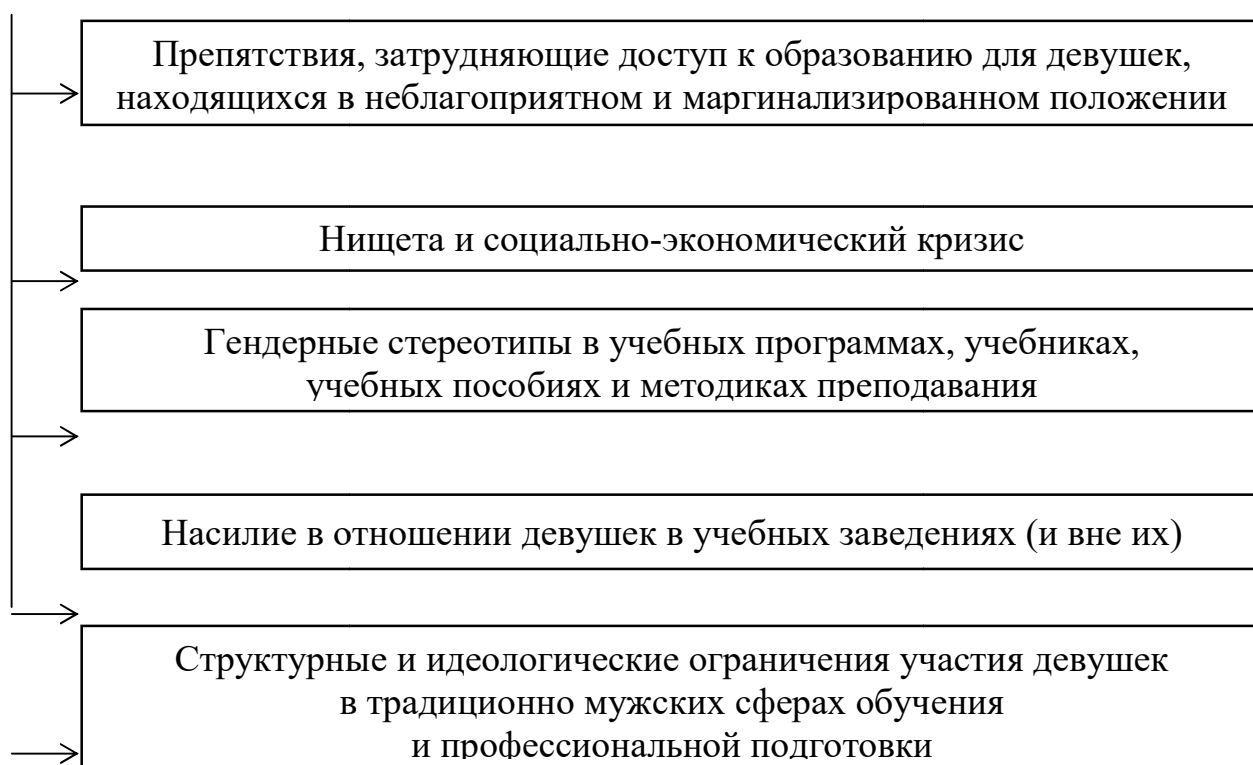 Препятствия, затрудняющие доступ к образованию для девушек,
находящихся в неблагоприятном и маргинализированном положении
Нищета и социально-экономический кризис
Гендерные стереотипы в учебных программах, учебниках,
учебных пособиях и методиках преподавания
Насилие в отношении девушек в учебных заведениях (и вне их)
Структурные и идеологические ограничения участия девушек
в традиционно мужских сферах обучения
и профессиональной подготовки